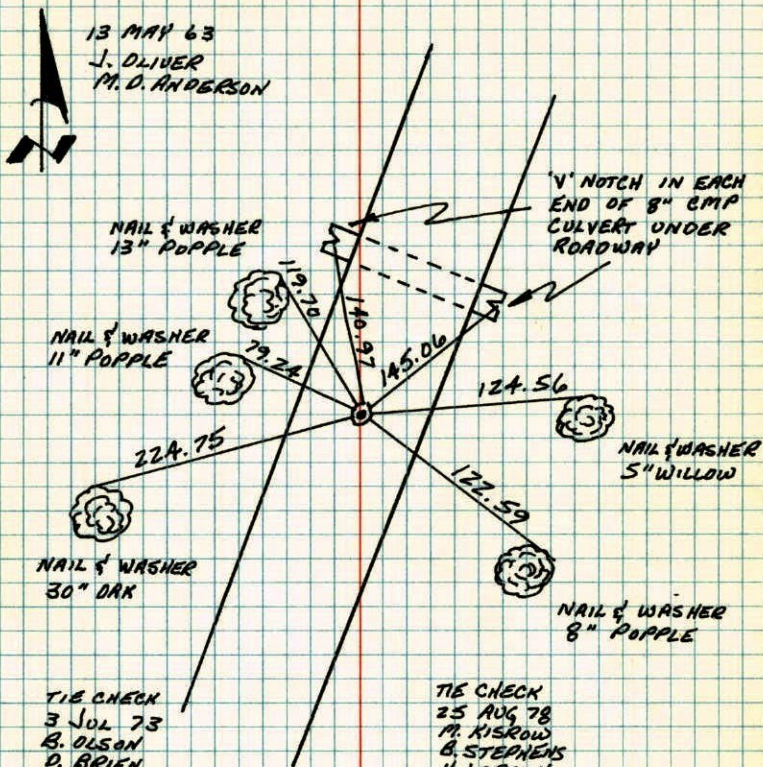 13 MAY 63
J. OLIVER
M.D. ANDERSON
N
'V' NOTCH IN EACH
END OF 8" CMP
CULVERT UNDER
ROADWAY
NAIL & WASHER
13" POPPLE
119.70
140.97
145.06
NAIL & WASHER
11" POPPLE
79.24
124.56
NAIL & WASHER
5" WILLOW
224.75
122.59
NAIL & WASHER
30" OAK
NAIL & WASHER
8" POPPLE
TIE CHECK
3 JUL 73
B. OLSON
D. BRIEN
TIE CHECK
25 AUG 78
M. KISROW
B. STEPHENS